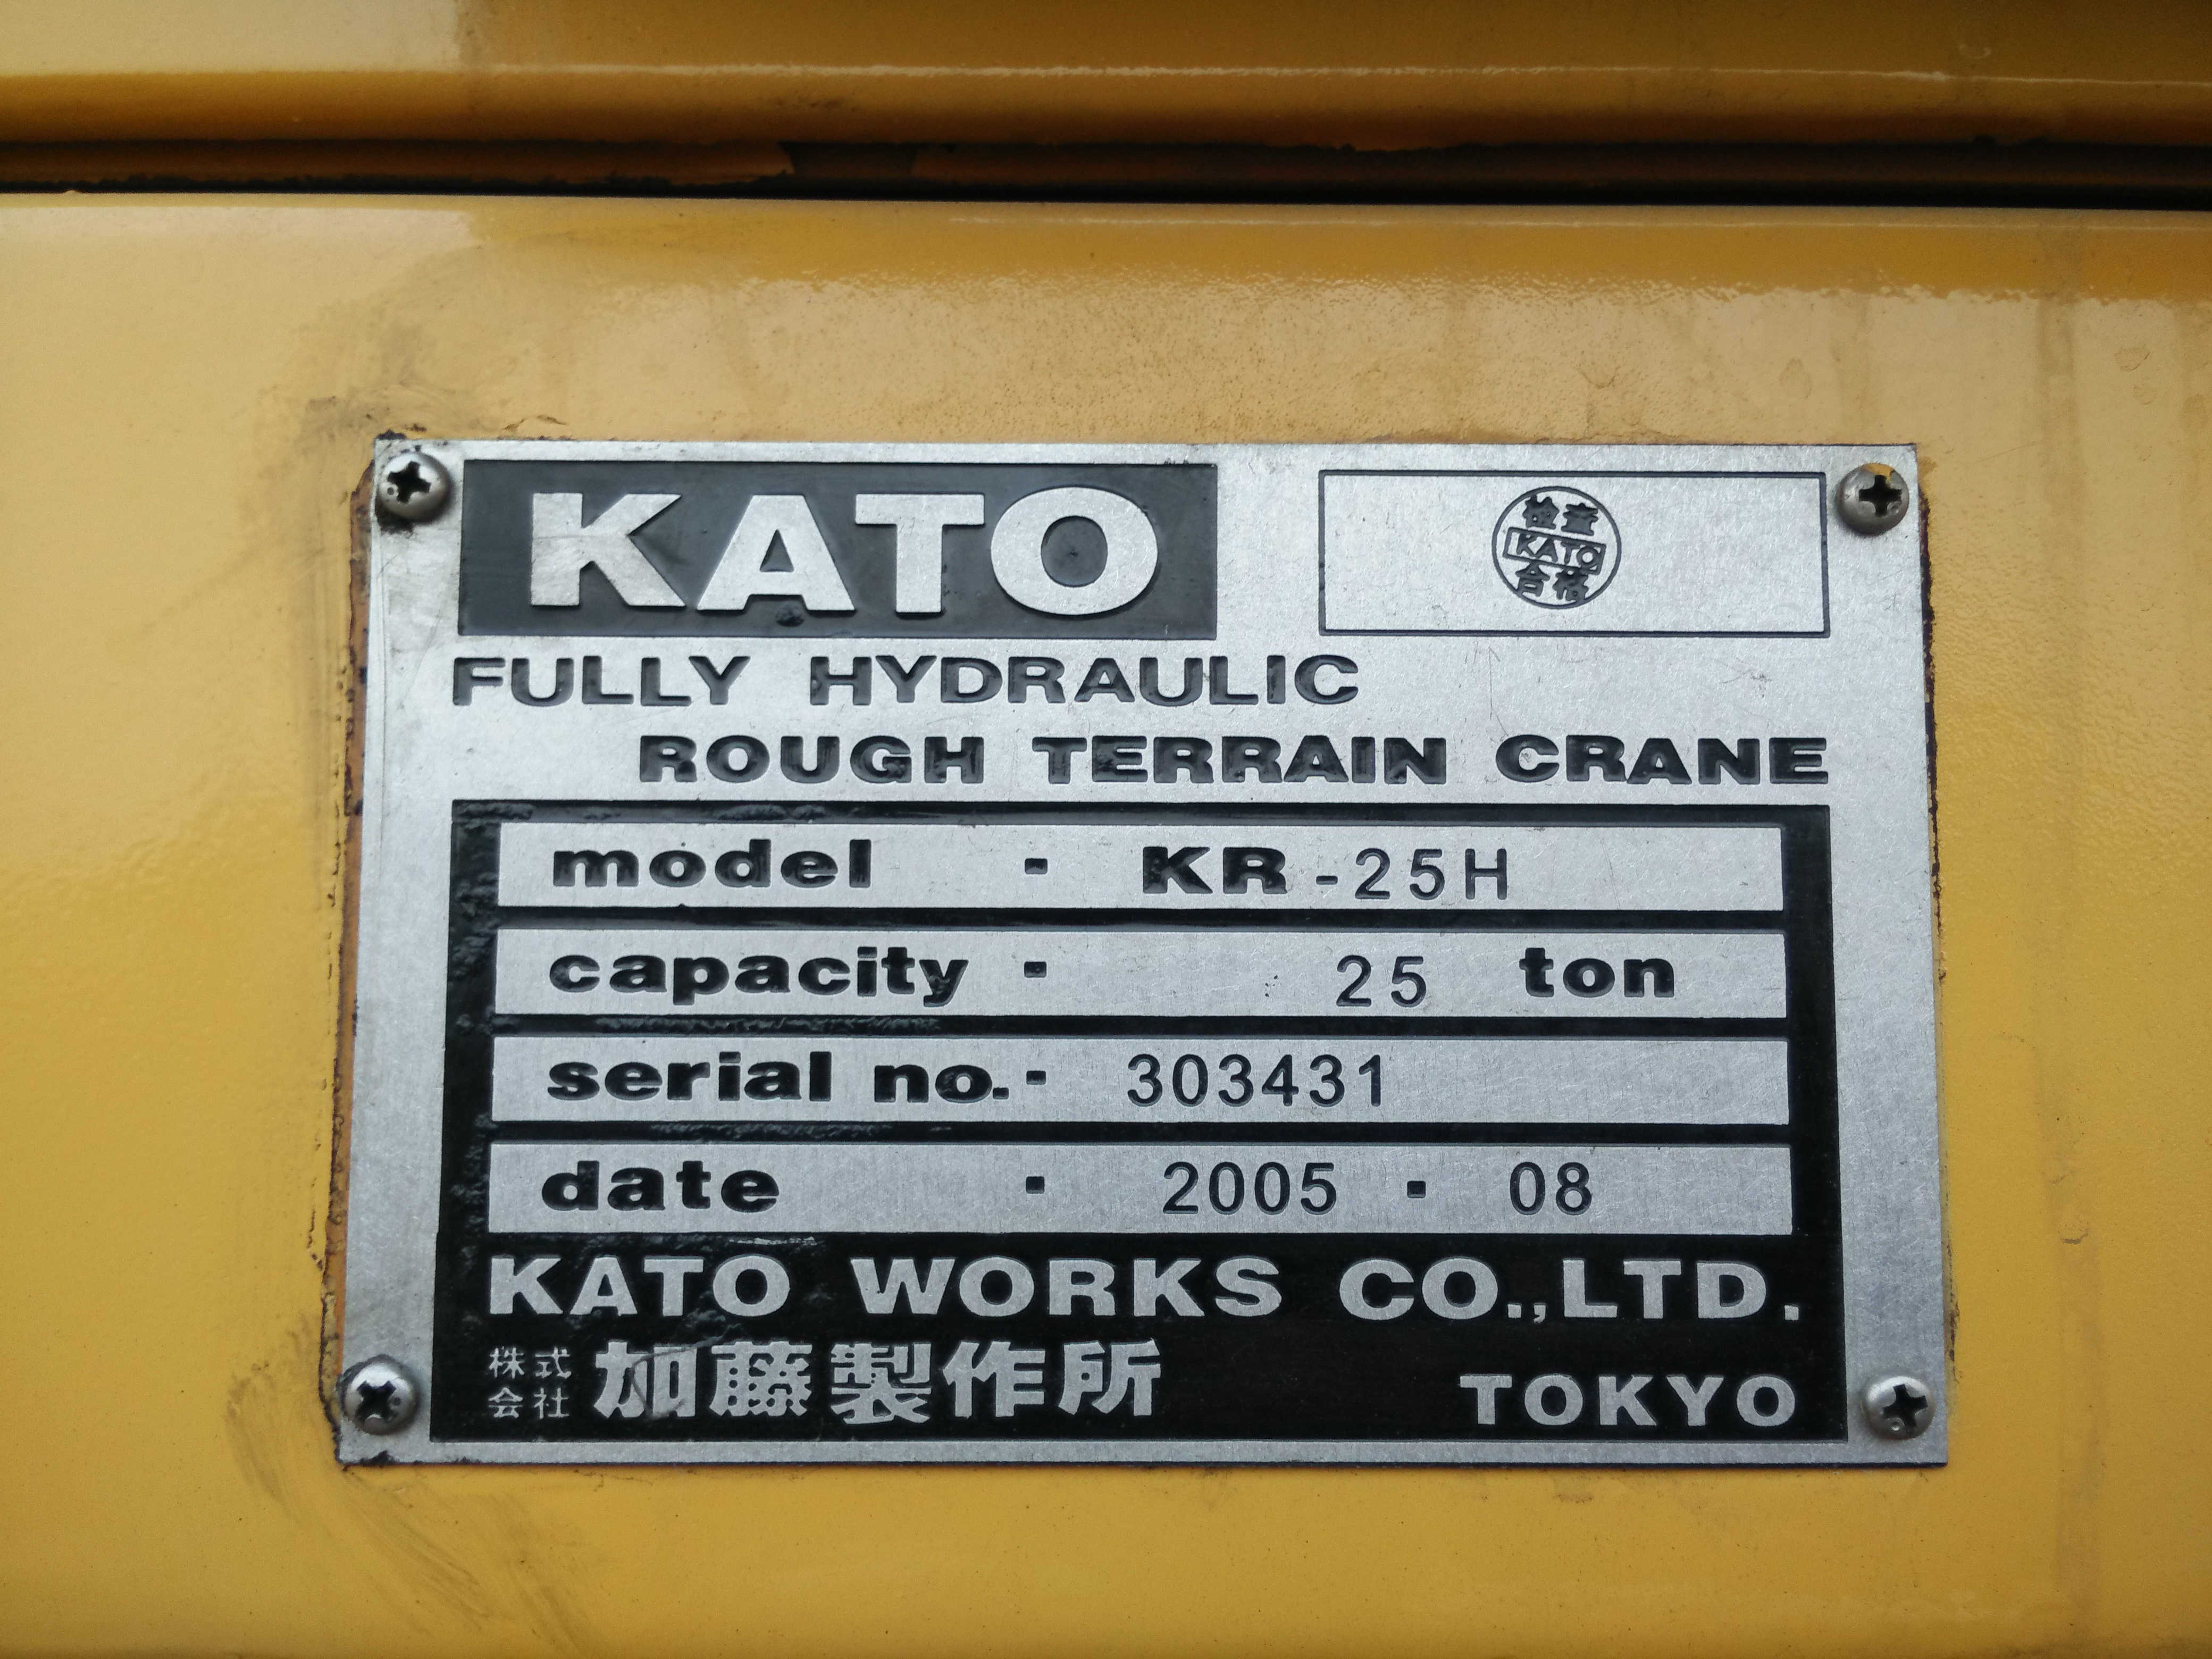 KATO
検査
KATO
合格
FULLY HYDRAULIC
ROUGH TERRAIN CRANE
model · KR-25H
capacity · 25 ton
serial no. · 303431
date · 2005 · 08
KATO WORKS CO.,LTD.
株式会社 加藤製作所 TOKYO